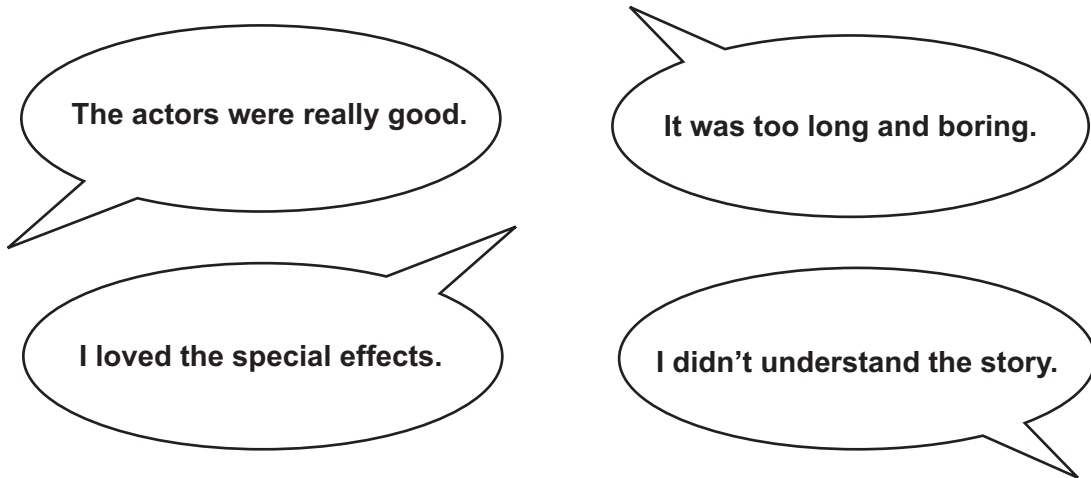 The actors were really good.
It was too long and boring.
I loved the special effects.
I didn’t understand the story.